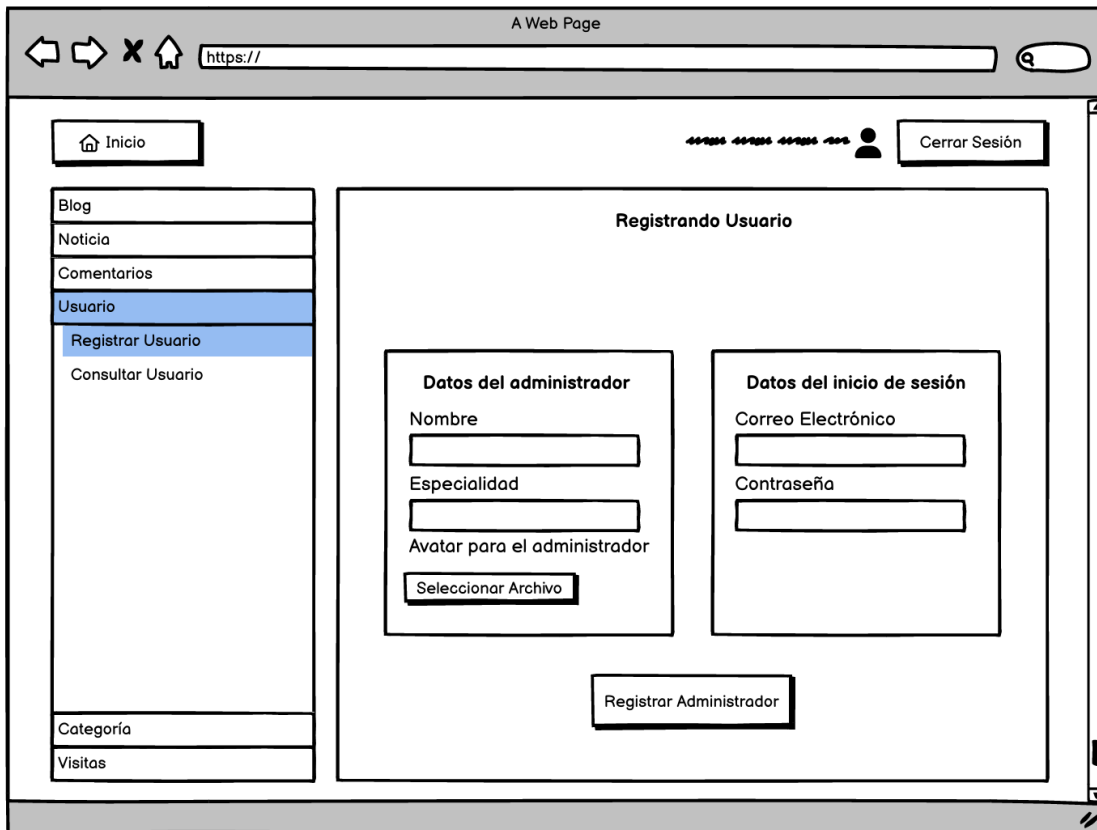 A Web Page
https://
Inicio
Cerrar Sesión
Blog
Noticia
Comentarios
Usuario
Registrar Usuario
Consultar Usuario
Categoría
Visitas
Registrando Usuario
Datos del administrador
Nombre
Especialidad
Avatar para el administrador
Seleccionar Archivo
Datos del inicio de sesión
Correo Electrónico
Contraseña
Registrar Administrador